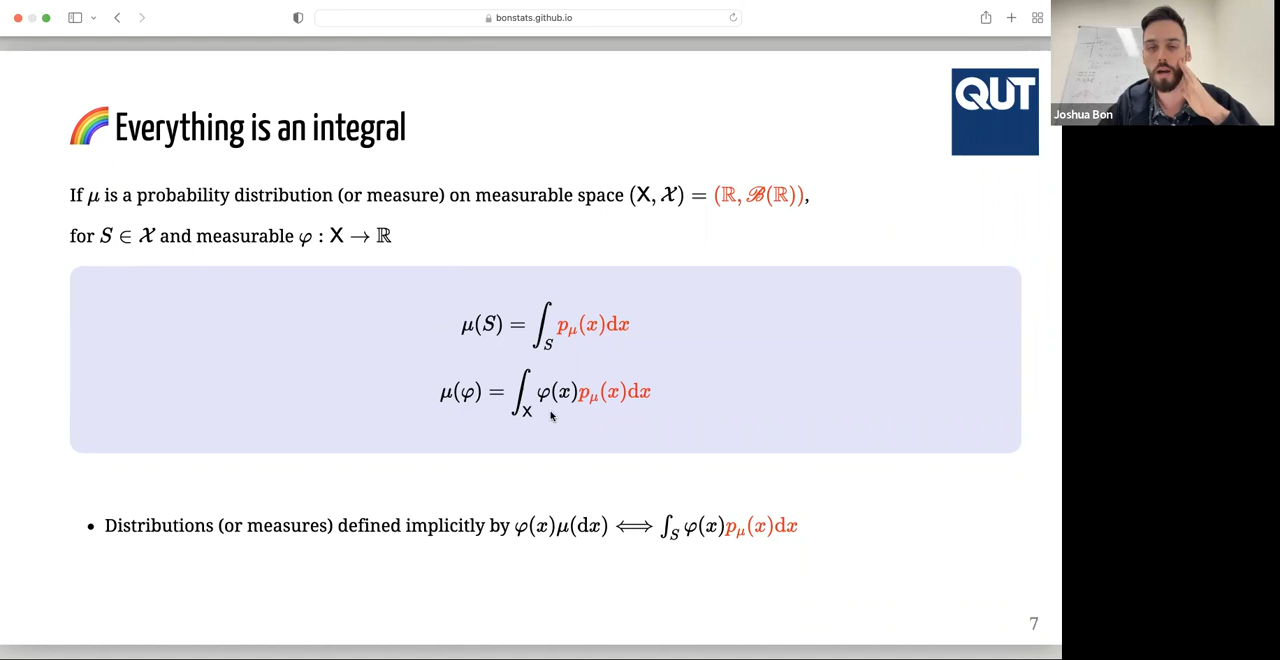 bonstats.github.io
QUT
Joshua Bon
🌈 Everything is an integral
If μ is a probability distribution (or measure) on measurable space (X, 𝒳) = (ℝ, ℬ(ℝ)),
for S ∈ 𝒳 and measurable φ : X → ℝ
μ(S) = ∫_S p_μ(x)dx
μ(φ) = ∫_X φ(x)p_μ(x)dx
• Distributions (or measures) defined implicitly by φ(x)μ(dx) ⟺ ∫_S φ(x)p_μ(x)dx
7